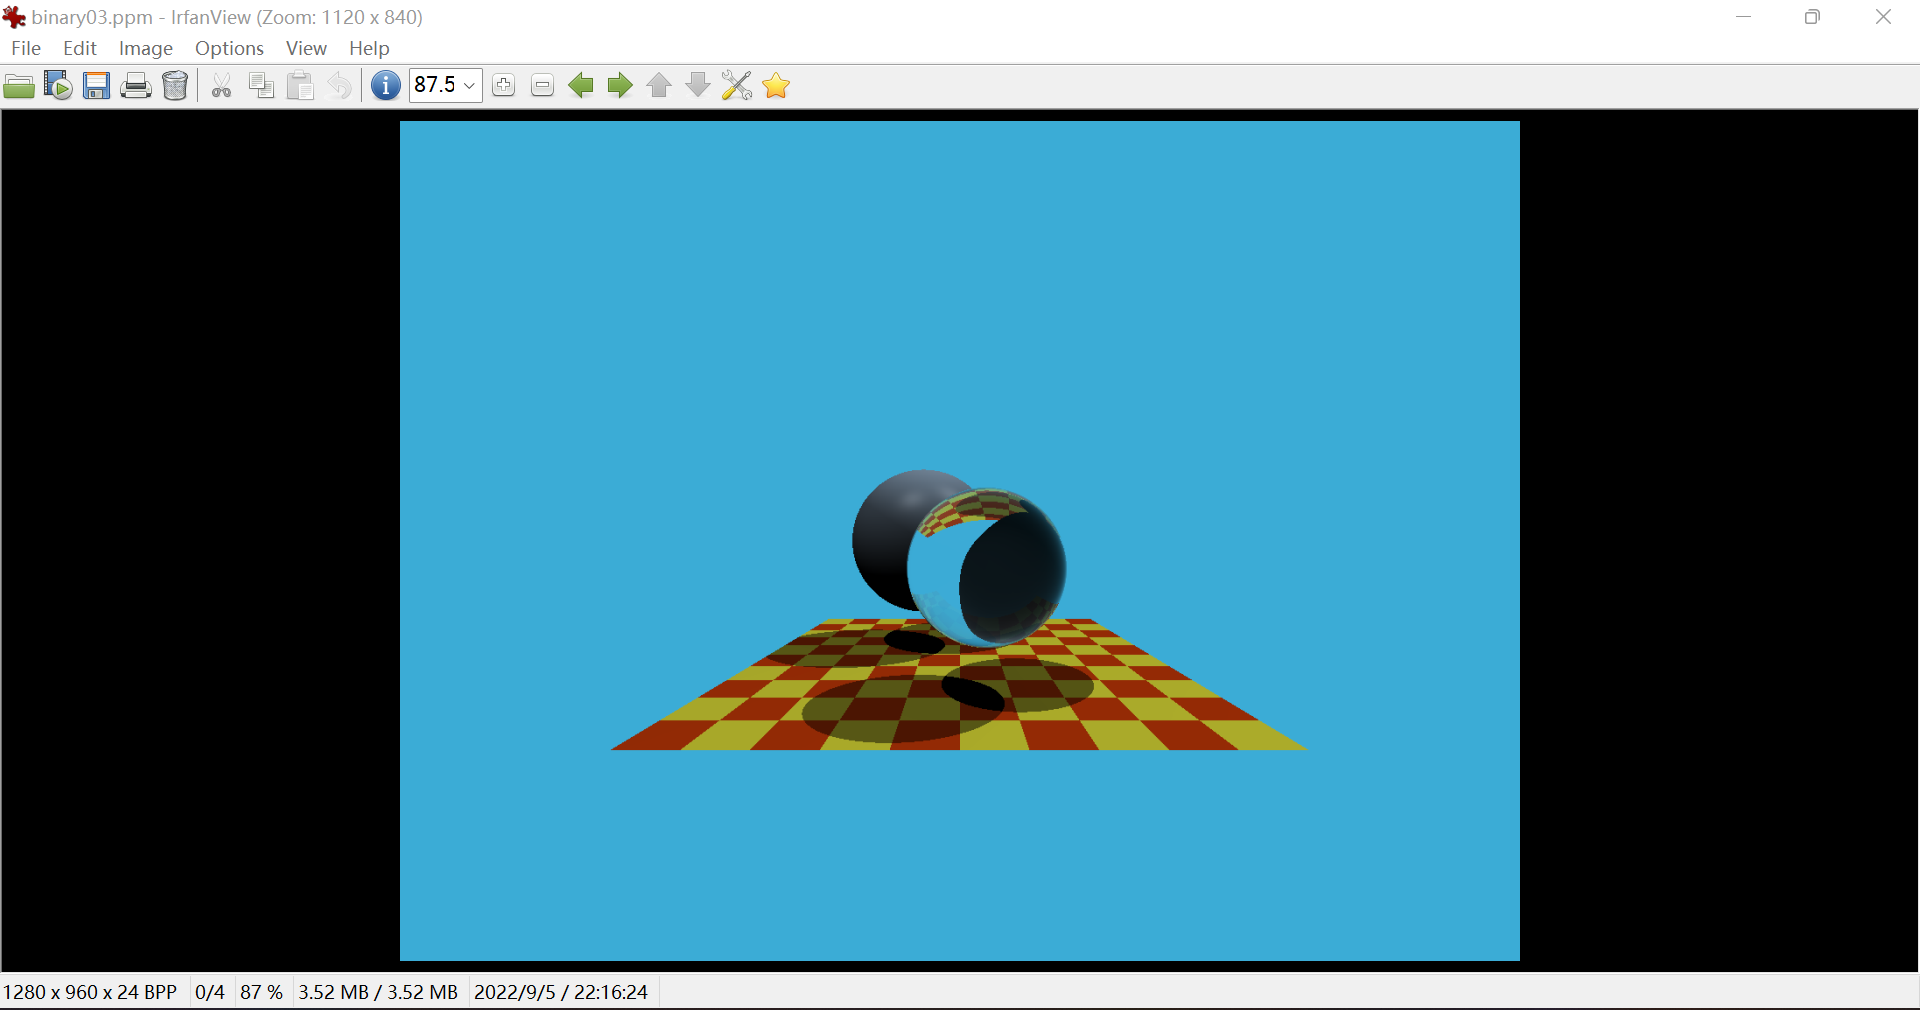 binary03.ppm - IrfanView (Zoom: 1120 x 840)
File Edit Image Options View Help
87.5
1280 x 960 x 24 BPP 0/4 87 % 3.52 MB / 3.52 MB 2022/9/5 / 22:16:24